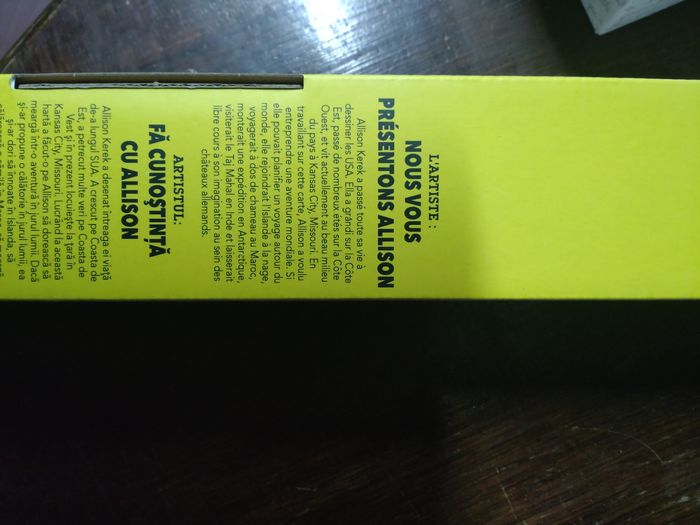 L'ARTISTE :
NOUS VOUS
PRÉSENTONS ALLISON
Allison Kerek a passé toute sa vie à
dessiner les USA. Elle a grandi sur la Côte
Est, passait de nombreux étés sur la Côte
Ouest, et vit actuellement au beau milieu
du pays à Kansas City, Missouri. En
travaillant sur cette carte, Allison a voulu
entreprendre une aventure mondiale. Si
elle pouvait planifier un voyage autour du
monde, elle rejoindrait l'Islande à la nage,
voyagerait à dos de chameau au Maroc,
monterait une expédition en Antarctique,
visiterait le Taj Mahal en Inde et laisserait
libre cours à son imagination au sein des
châteaux allemands.
ARTISTUL:
FĂ CUNOȘTINȚĂ
CU ALLISON
Allison Kerek a desenat întreaga ei viață
de-a lungul SUA. A crescut pe Coasta de
Est, a petrecut multe veri pe Coasta de
Vest și în prezent locuiește la țară în
Kansas City, Missouri. Lucrând la această
hartă a făcut-o pe Allison să dorească să
meargă într-o aventură în jurul lumii. Dacă
și-ar propune o călătorie în jurul lumii, ea
și-ar dori să înoate în Islanda, să